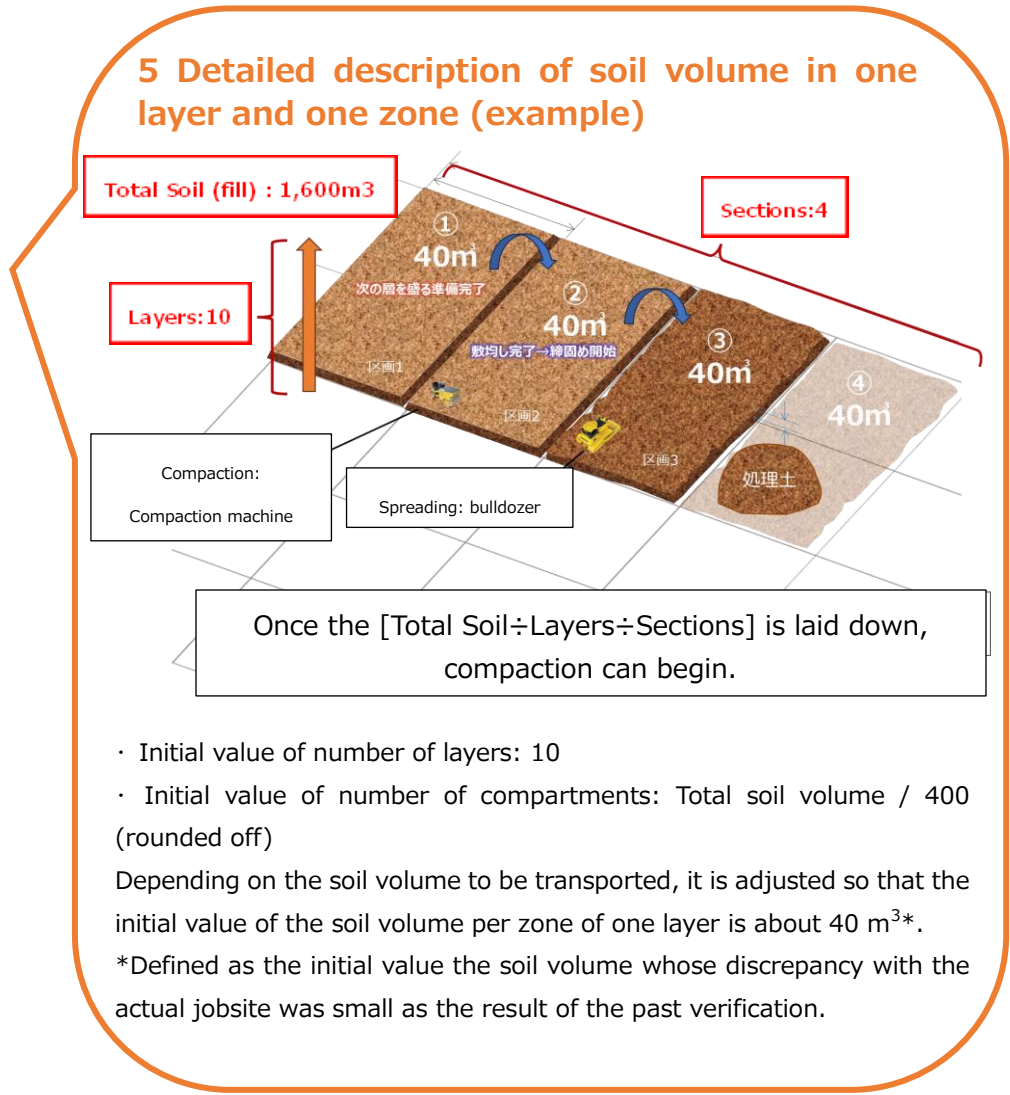 5 Detailed description of soil volume in one
layer and one zone (example)
Total Soil (fill) : 1,600m3
Sections:4
Layers:10
①
40㎥
次の層を盛る準備完了
区画1
②
40㎥
敷均し完了→締固め開始
区画2
③
40㎥
区画3
④
40㎥
処理土
Compaction:
Compaction machine
Spreading: bulldozer
Once the [Total Soil÷Layers÷Sections] is laid down,
compaction can begin.
・ Initial value of number of layers: 10
・ Initial value of number of compartments: Total soil volume / 400
(rounded off)
Depending on the soil volume to be transported, it is adjusted so that the
initial value of the soil volume per zone of one layer is about 40 m³*.
*Defined as the initial value the soil volume whose discrepancy with the
actual jobsite was small as the result of the past verification.